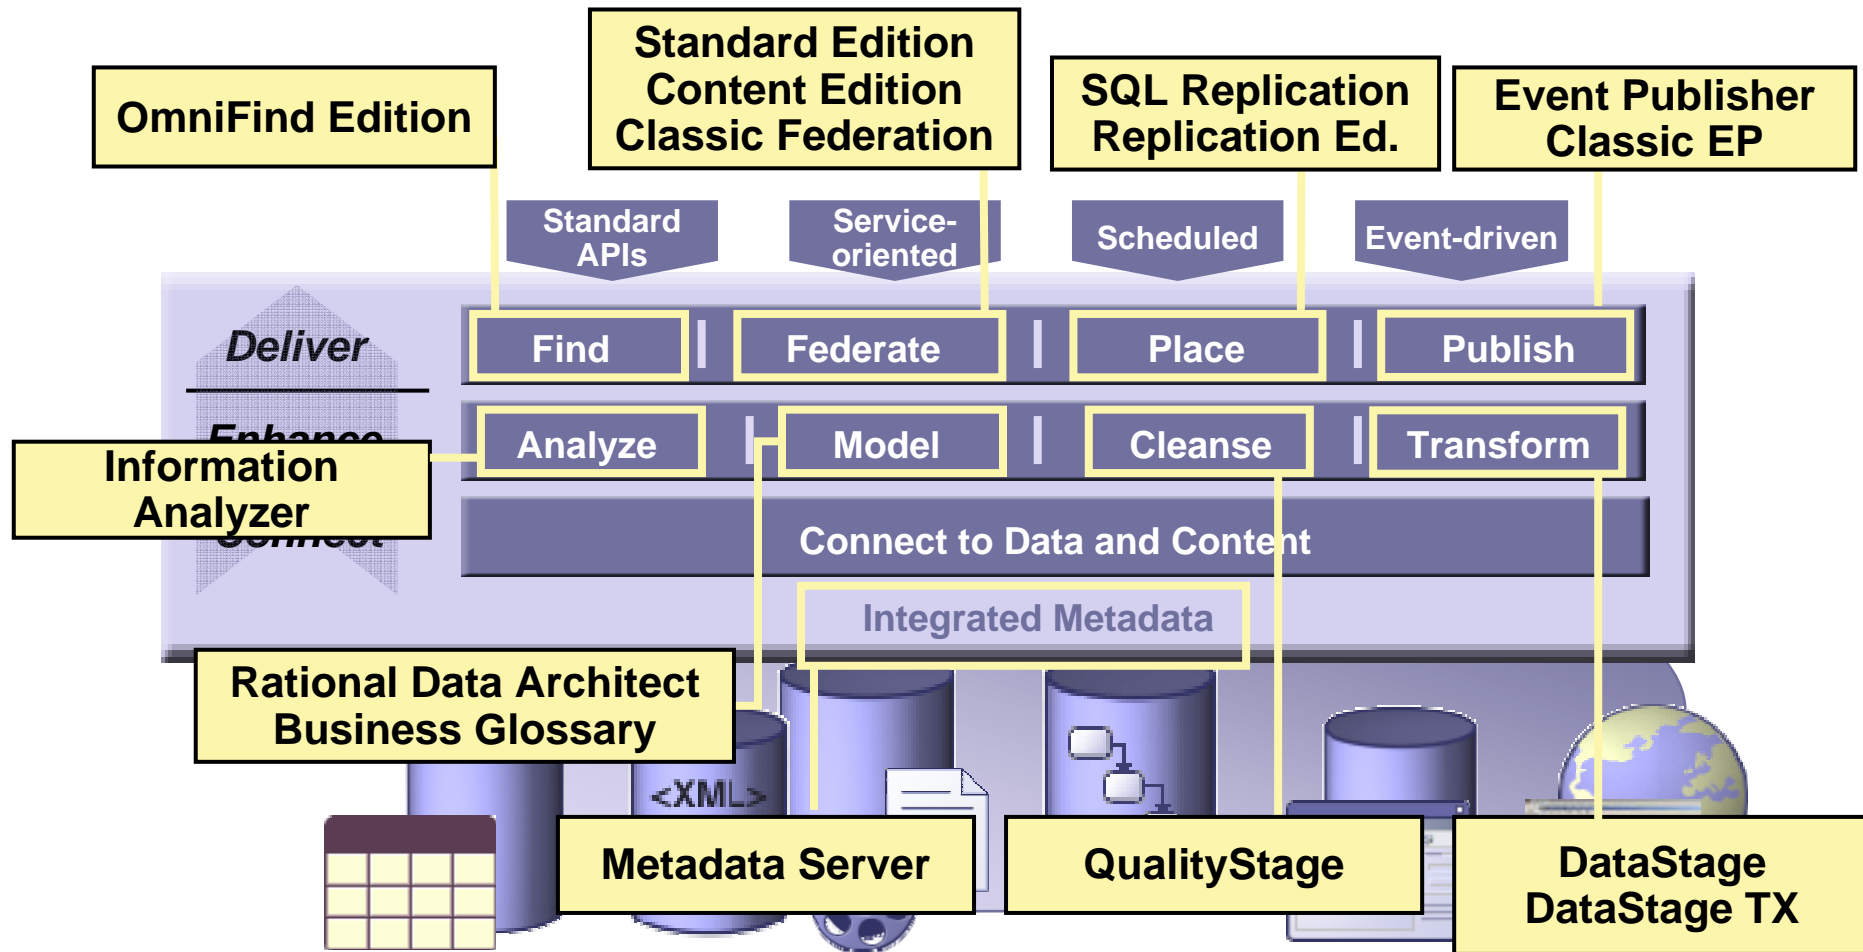 Standard Edition
Content Edition
Classic Federation
OmniFind Edition
SQL Replication
Replication Ed.
Event Publisher
Classic EP
Standard
APIs
Service-
oriented
Scheduled
Event-driven
Deliver
Find
Federate
Place
Publish
Enhance
Analyze
Model
Cleanse
Transform
Information
Analyzer
Connect
Connect to Data and Content
Integrated Metadata
Rational Data Architect
Business Glossary
<XML>
Metadata Server
QualityStage
DataStage
DataStage TX